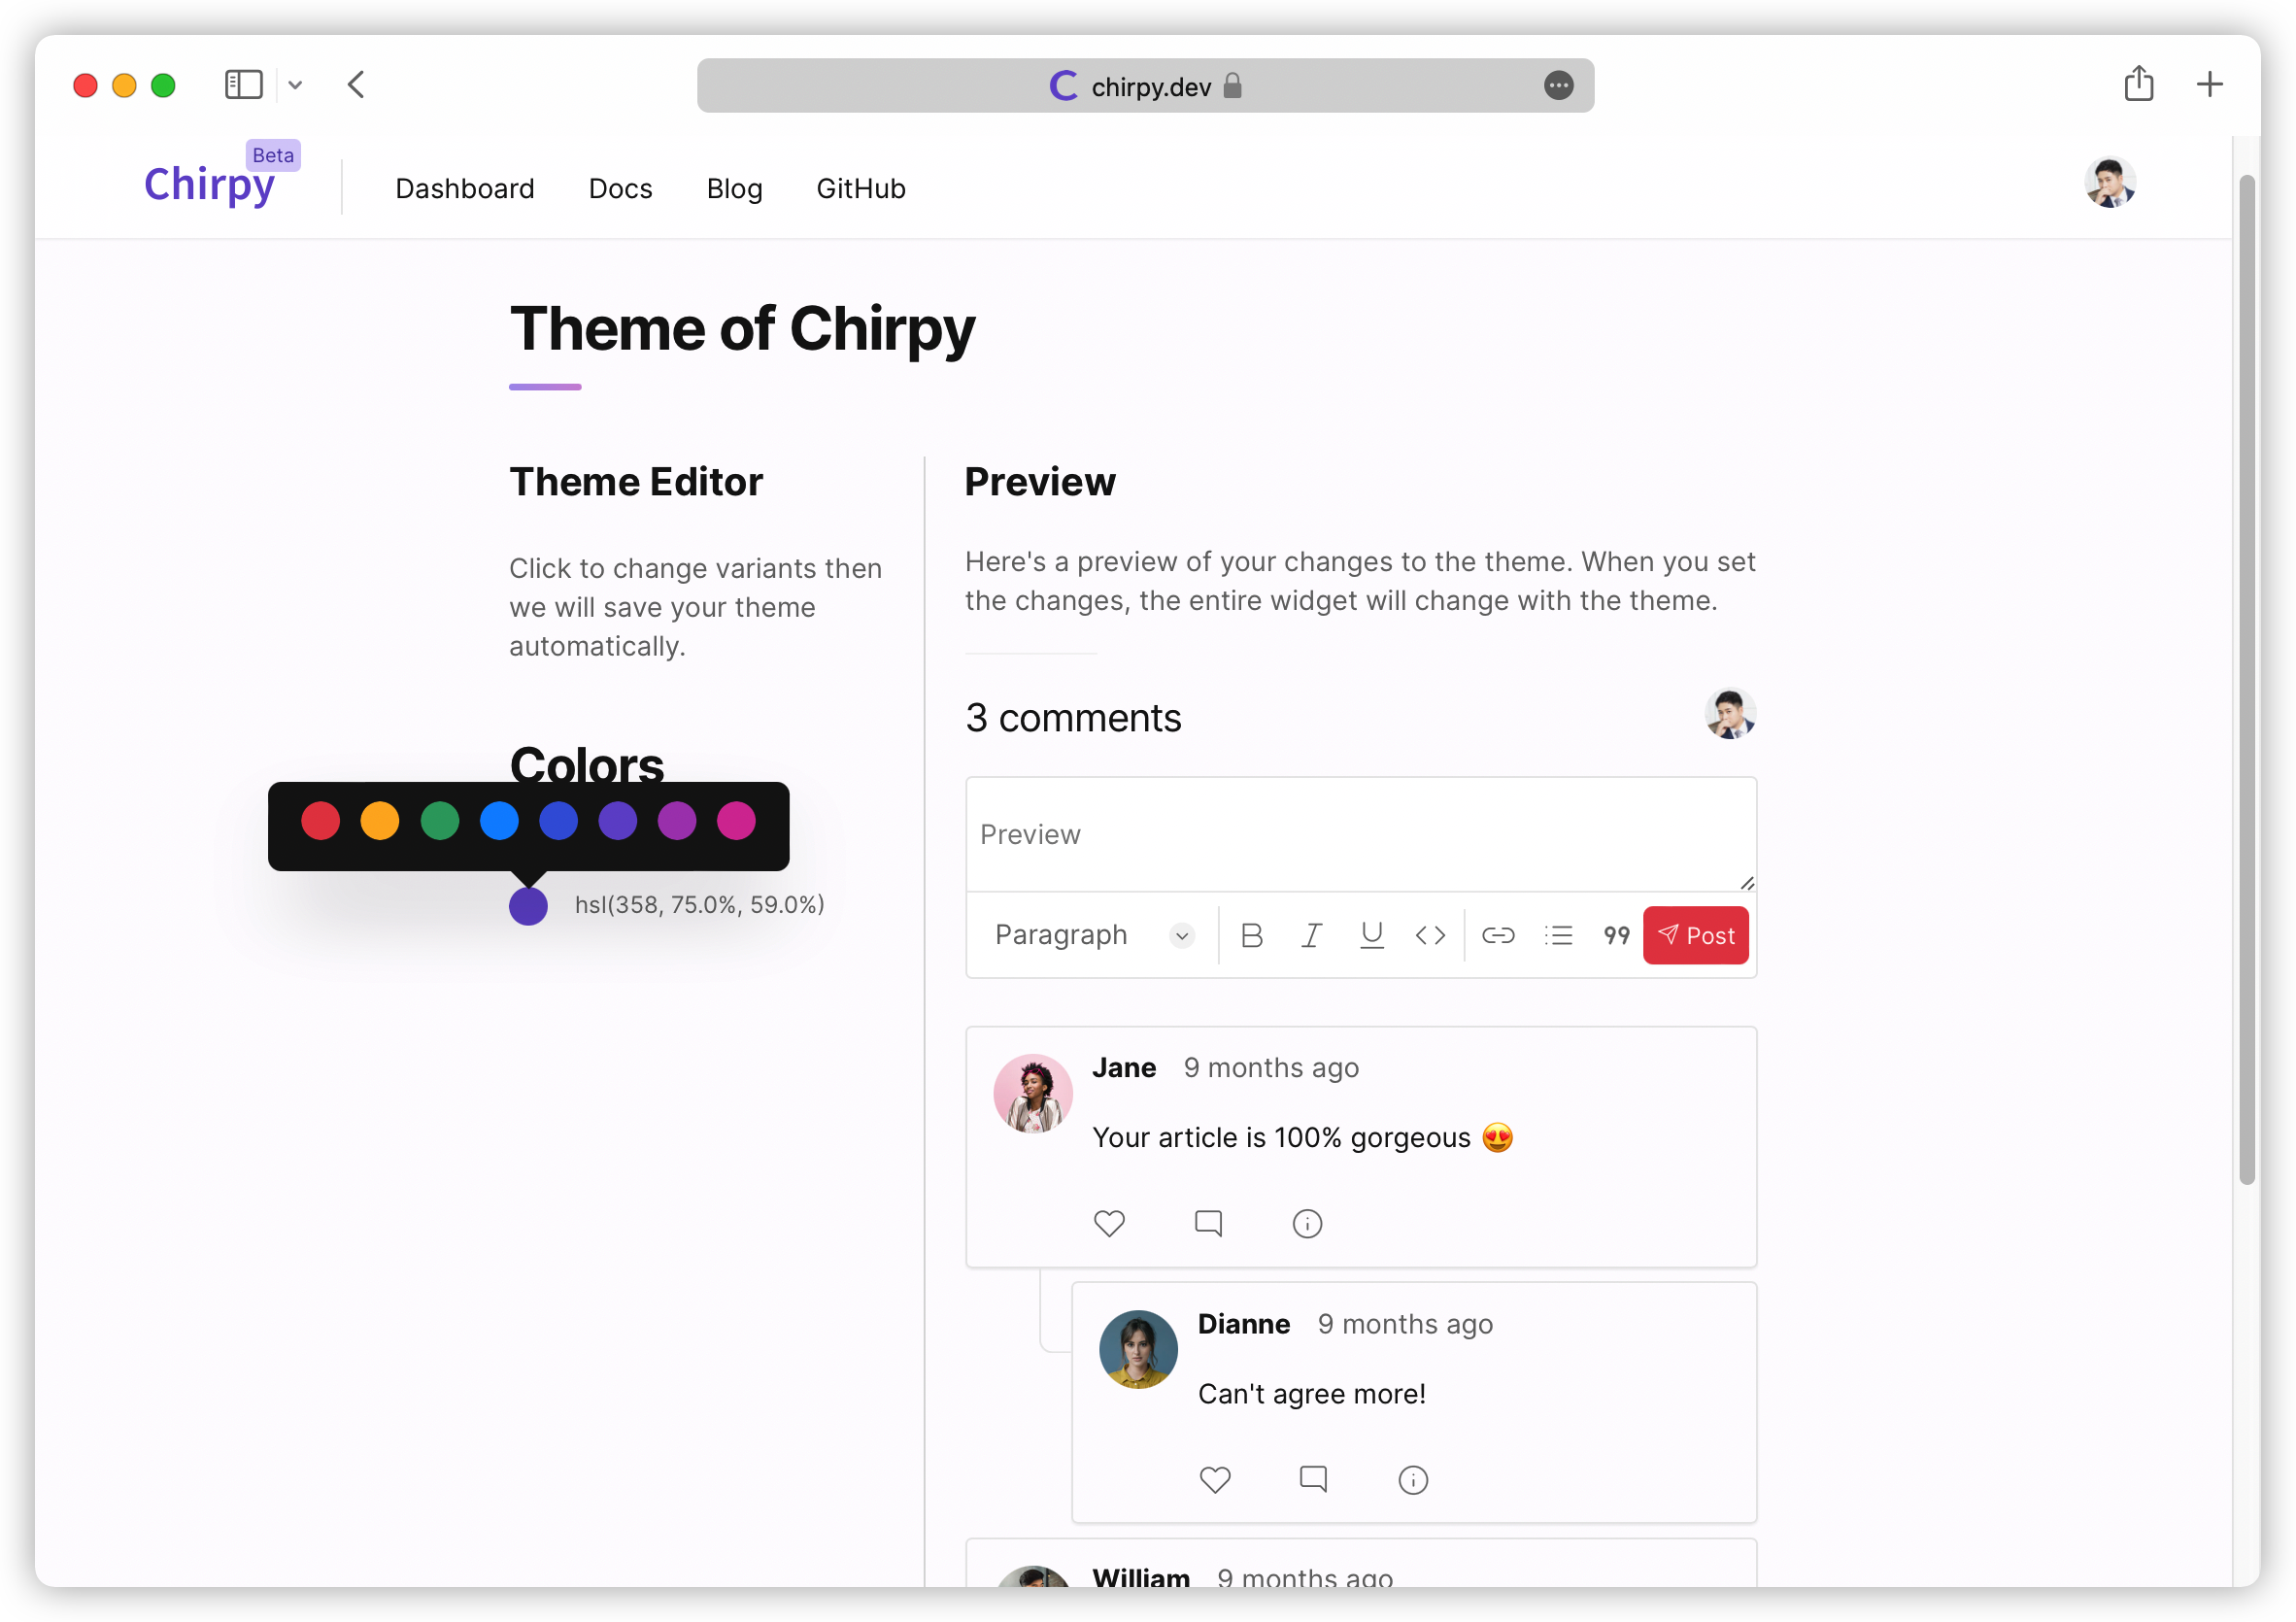 chirpy.dev
Chirpy Beta
Dashboard Docs Blog GitHub
Theme of Chirpy
Theme Editor
Click to change variants then
we will save your theme
automatically.
Colors
hsl(358, 75.0%, 59.0%)
Preview
Here's a preview of your changes to the theme. When you set
the changes, the entire widget will change with the theme.
3 comments
Preview
Paragraph
Post
Jane 9 months ago
Your article is 100% gorgeous 😍
Dianne 9 months ago
Can't agree more!
William 9 months ago